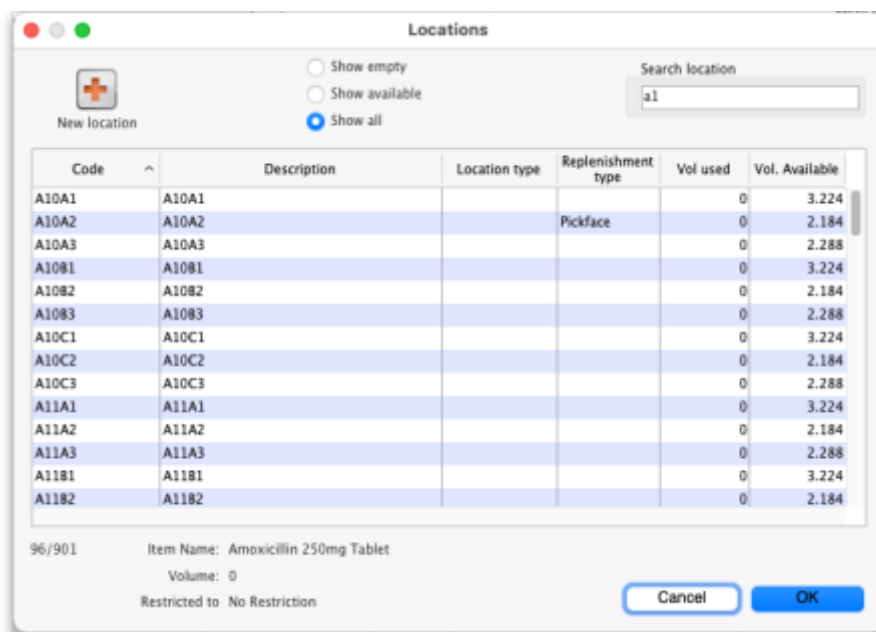 Locations
New location
Show empty
Show available
Show all
Search location
a1
Code Description Location type Replenishment type Vol used Vol. Available
A10A1 A10A1 0 3.224
A10A2 A10A2 Pickface 0 2.184
A10A3 A10A3 0 2.288
A10B1 A10B1 0 3.224
A10B2 A10B2 0 2.184
A10B3 A10B3 0 2.288
A10C1 A10C1 0 3.224
A10C2 A10C2 0 2.184
A10C3 A10C3 0 2.288
A11A1 A11A1 0 3.224
A11A2 A11A2 0 2.184
A11A3 A11A3 0 2.288
A11B1 A11B1 0 3.224
A11B2 A11B2 0 2.184
96/901 Item Name: Amoxicillin 250mg Tablet
Volume: 0
Restricted to No Restriction
Cancel OK